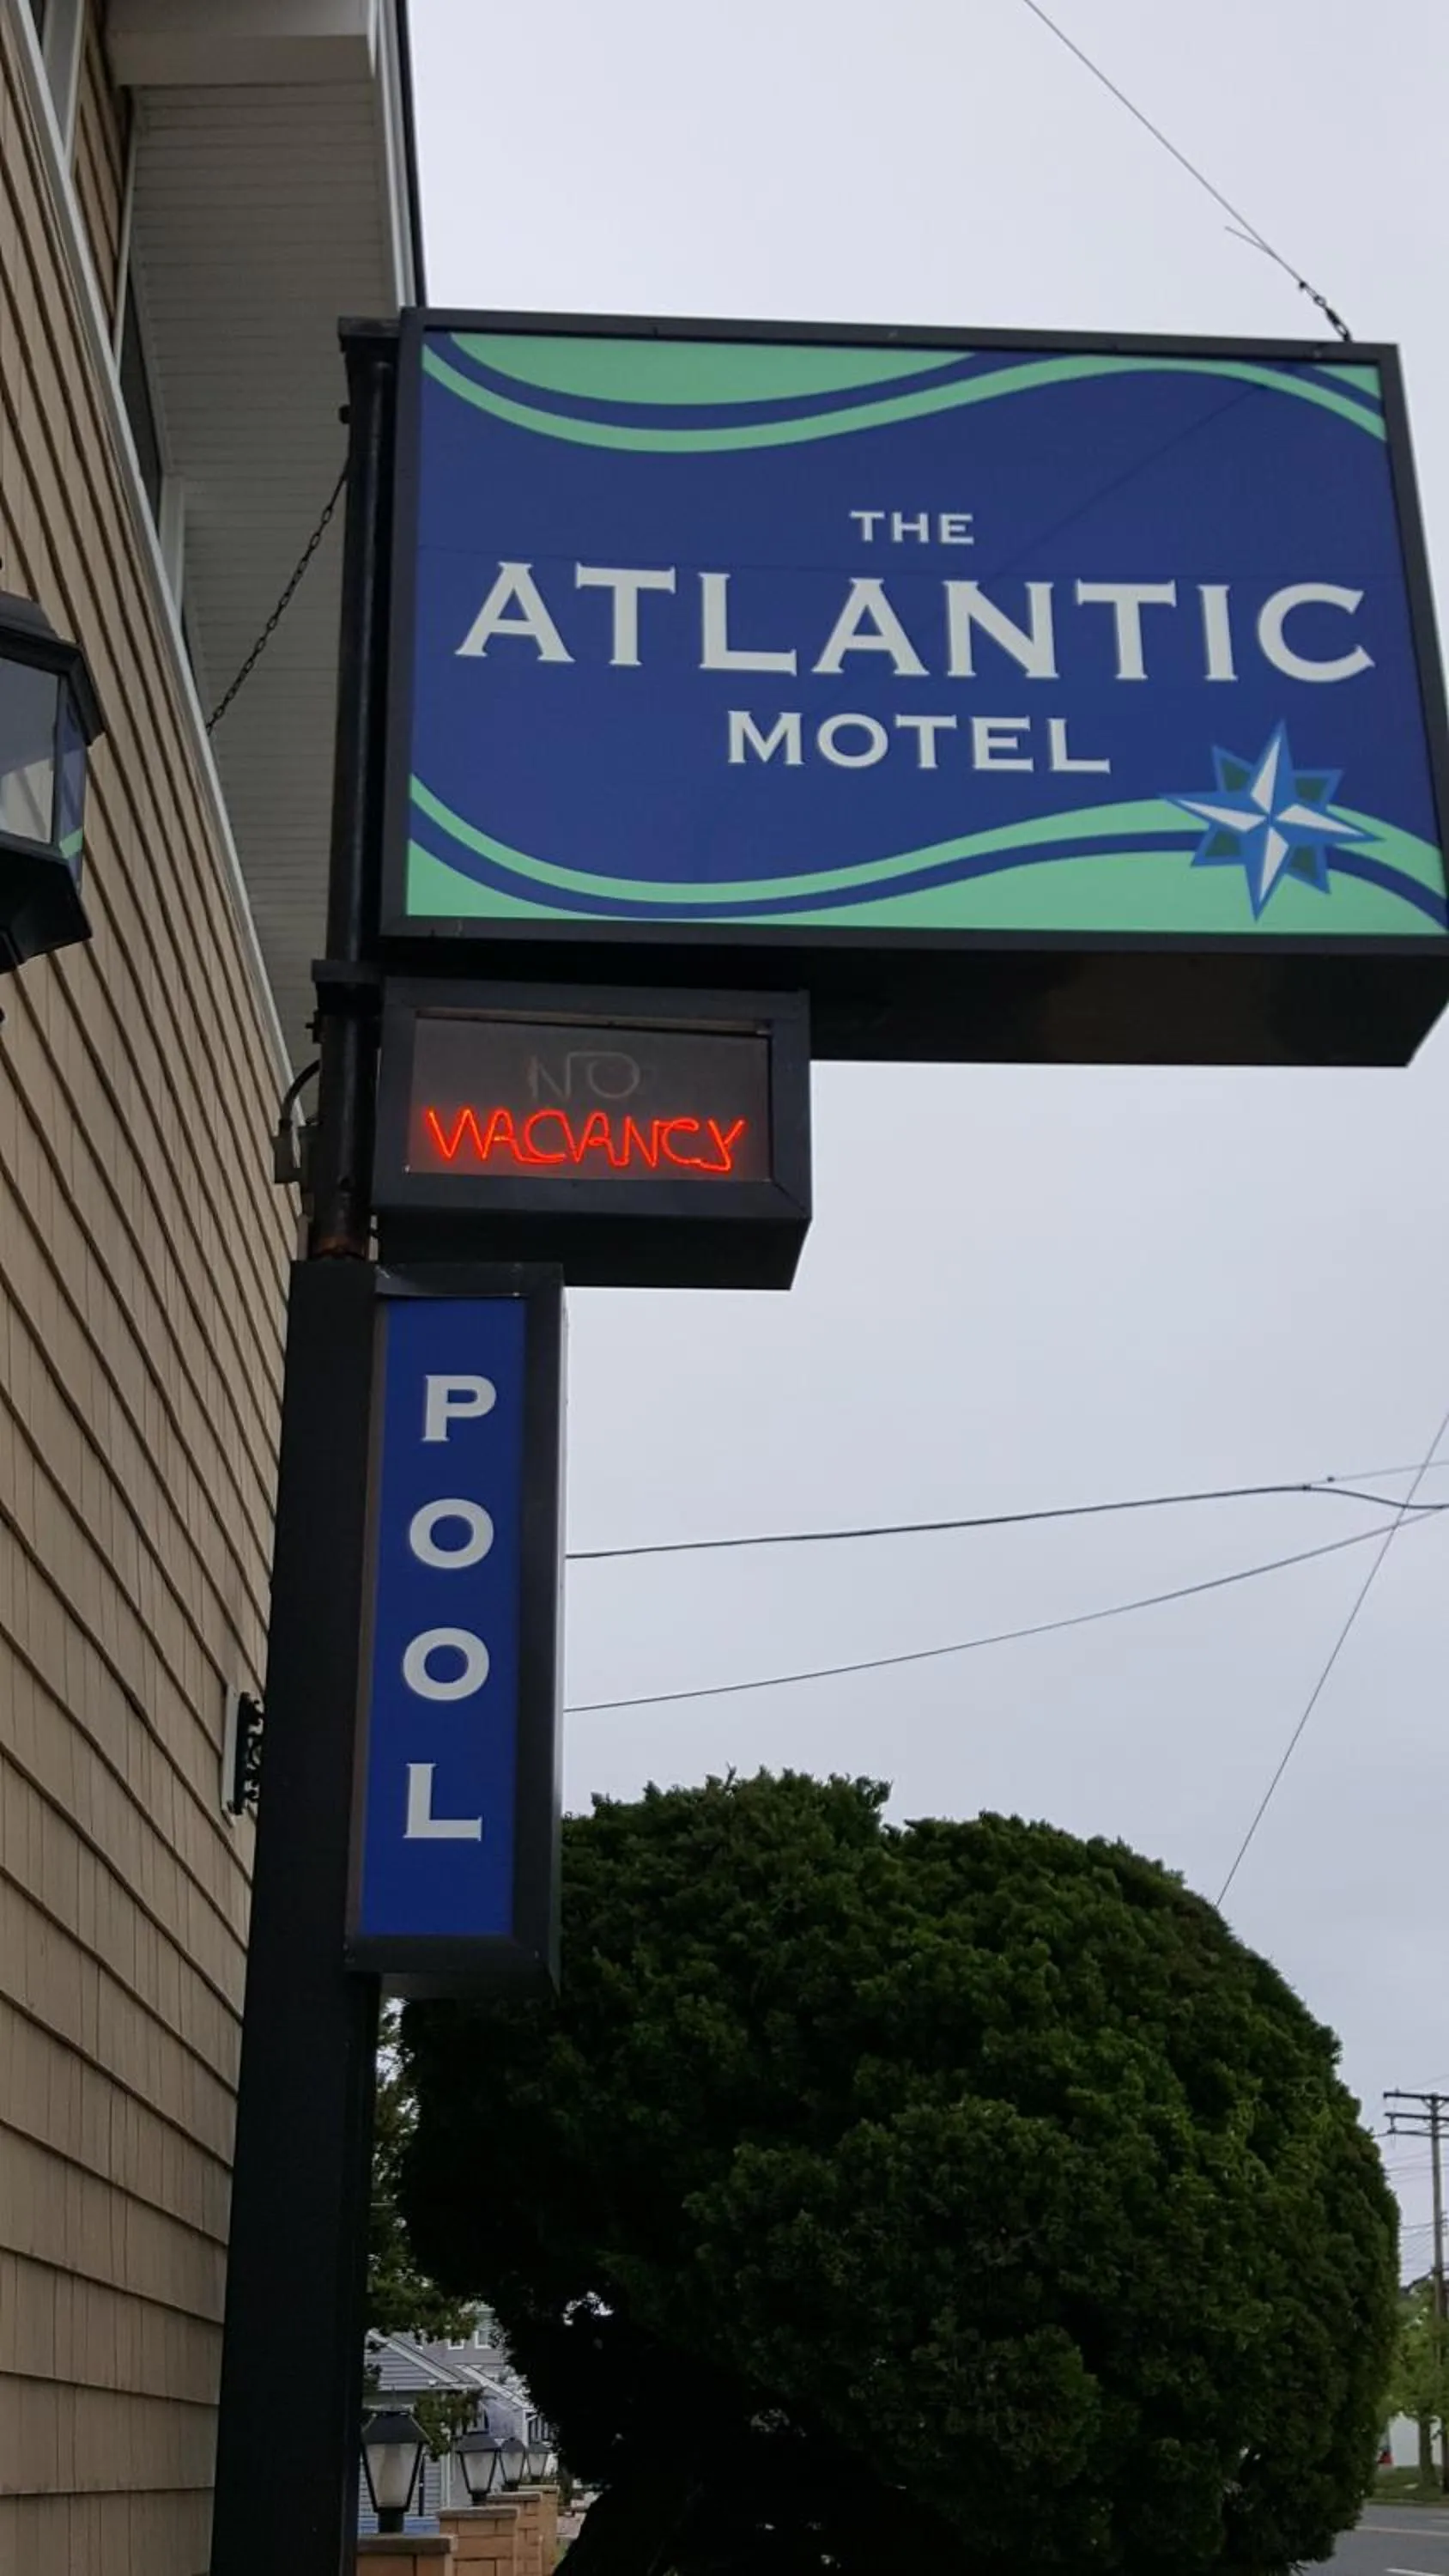 THE
ATLANTIC
MOTEL
NO
VACANCY
POOL